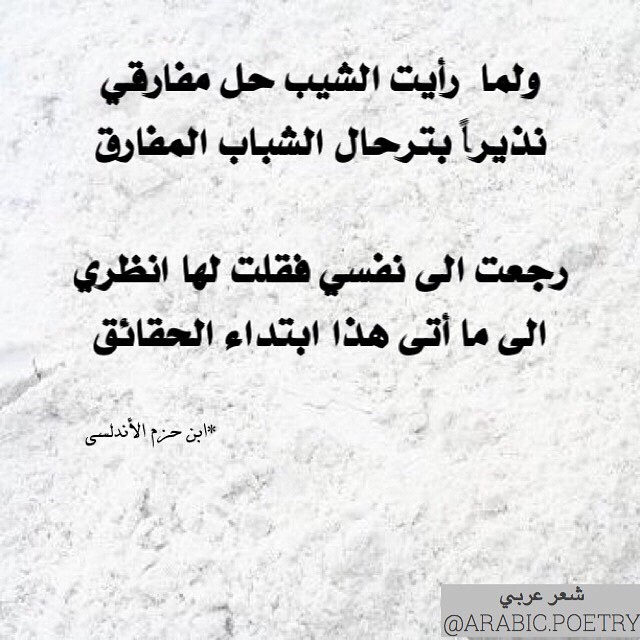 ولما رأيت الشيب حل مفارقي
نذيراً بترحال الشباب المفارق
رجعت الى نفسي فقلت لها انظري
الى ما أتى هذا ابتداء الحقائق
*ابن حزم الأندلسى
شعر عربي
@ARABIC.POETRY